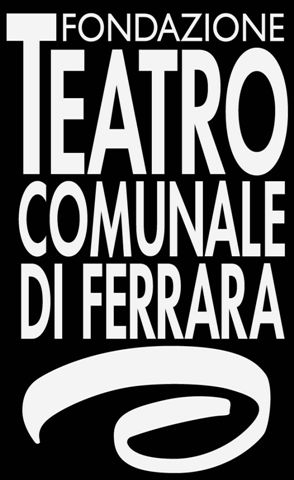 FONDAZIONE
TEATRO
COMUNALE
DI FERRARA